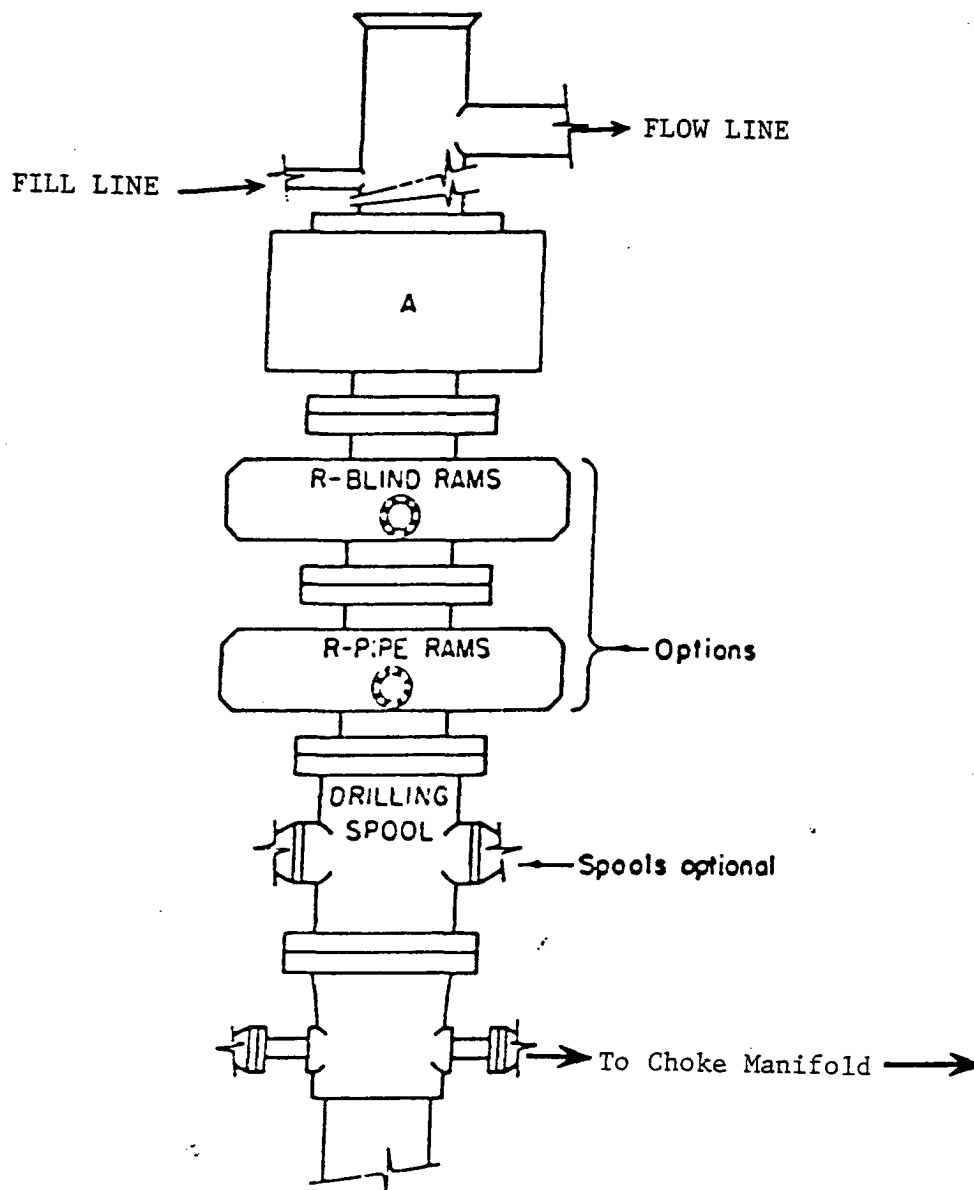 FLOW LINE
FILL LINE
A
R-BLIND RAMS
R-PIPE RAMS
Options
DRILLING
SPOOL
Spools optional
To Choke Manifold